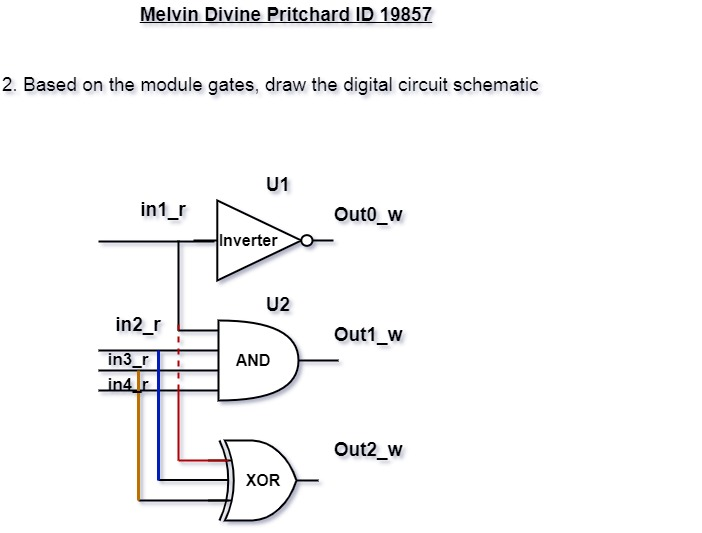 Melvin Divine Pritchard ID 19857
2. Based on the module gates, draw the digital circuit schematic
U1
in1_r
Out0_w
Inverter
U2
in2_r
Out1_w
in3_r
AND
in4_r
Out2_w
XOR